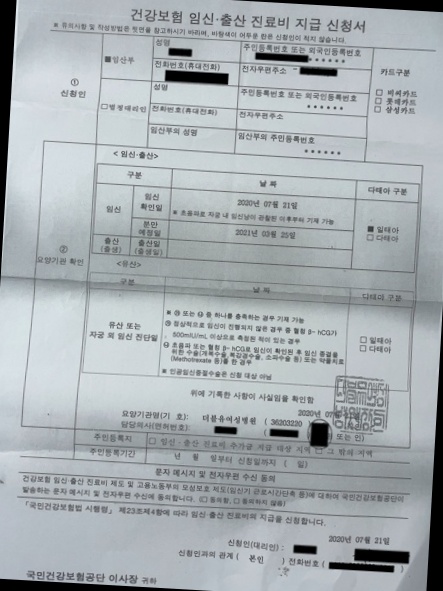 건강보험 임신·출산 진료비 지급 신청서
※ 유의사항 및 작성방법은 뒷면을 참고하시기 바라며, 바탕색이 어두운 란은 신청인이 적지 않습니다.
① 신청인
■임산부
성명
주민등록번호 또는 외국인등록번호
******
전화번호(휴대전화)
전자우편주소
카드구분
□ 비씨카드
□ 롯데카드
□ 삼성카드
□법정대리인
성명
주민등록번호 또는 외국인등록번호
******
전화번호(휴대전화)
전자우편주소
임산부의 성명
임산부의 주민등록번호
******
② 요양기관 확인
<임신·출산>
구분
날 짜
다태아 구분
임신
임신 확인일
2020년 07월 21일
※ 초음파로 자궁 내 임신낭이 관찰된 이후부터 기재 가능
분만 예정일
2021년 03월 23일
■ 일태아
□ 다태아
출산 (출생)
출산일 (출생일)
<유산>
구분
날 짜
다태아 구분
유산 또는 자궁 외 임신 진단일
※ ㉮ 또는 ㉯ 중 하나를 충족하는 경우 기재 가능
㉮ 정상적으로 임신이 진행되지 않은 경우 중 혈청 β- hCG가
500mIU/mL 이상으로 측정된 적이 있는 경우
㉯ 초음파 또는 혈청 β- hCG로 임신이 확인된 후 임신 종결을
위한 수술(개복수술, 복강경수술, 소파수술 등) 또는 약물치료
(Methotrexate 등)를 한 경우
※ 인공임신중절수술은 신청 대상 아님
□ 일태아
□ 다태아
위에 기록한 사항이 사실임을 확인함
2020년 07월
요양기관명(기 호): 더블유여성병원 ( 36203220
담당의사(면허번호):
또는 인)
주민등록지
□ 임신·출산 진료비 추가금 지급 대상 지역 □ 그 밖의 지역
주민등록기간
년 월 일부터 신청일까지 ( 일)
문자 메시지 및 전자우편 수신 동의
건강보험 임신·출산 진료비 제도 및 고용노동부의 모성보호 제도(임신기 근로시간단축 등)에 대하여 국민건강보험공단이
발송하는 문자 메시지 및 전자우편 수신에 동의합니다. (□ 동의함, □ 동의하지 않음)
「국민건강보험법 시행령」 제23조제4항에 따라 임신·출산 진료비의 지급을 신청합니다.
2020년 07월 21일
신청인(대리인) :
신청인과의 관계 ( 본인 ) 전화번호 (
국민건강보험공단 이사장 귀하